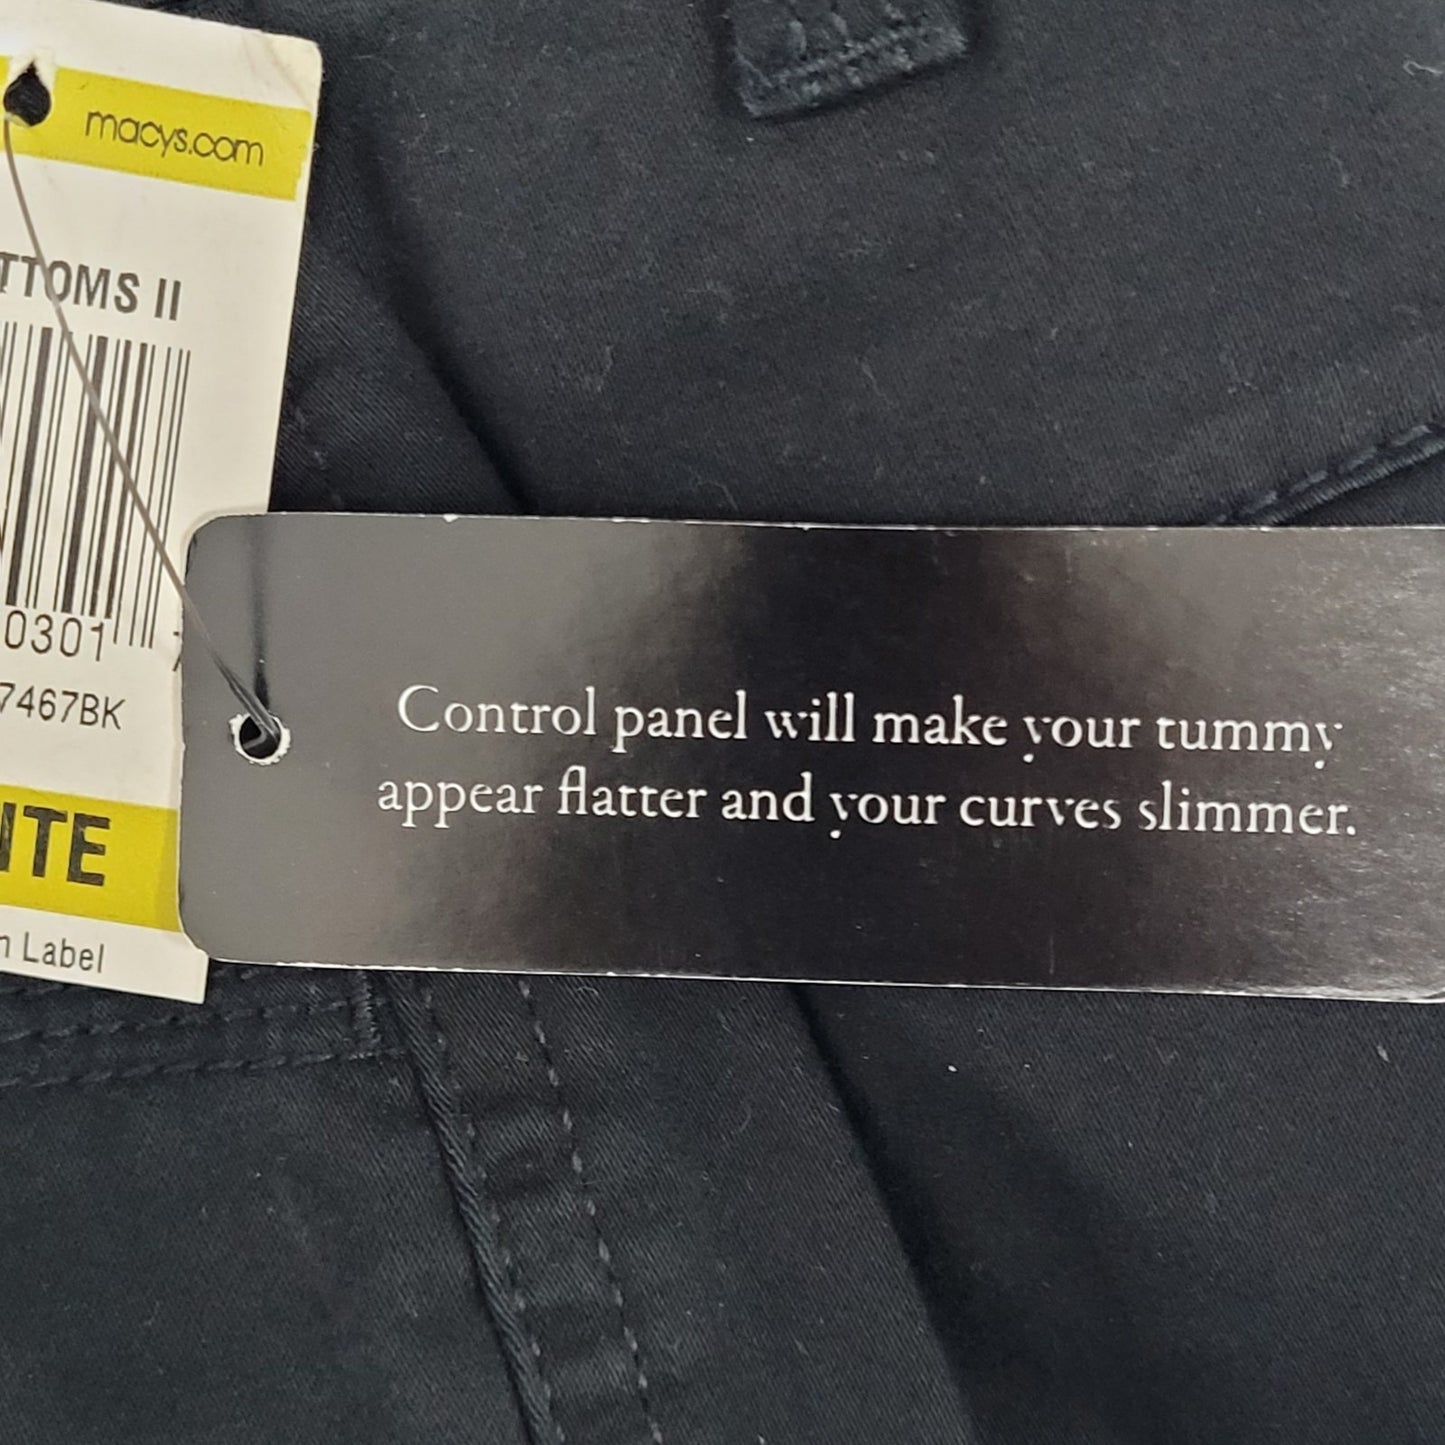 macys.com
TTOMS II
0301
7467BK
ITE
n Label
Control panel will make your tummy
appear flatter and your curves slimmer.